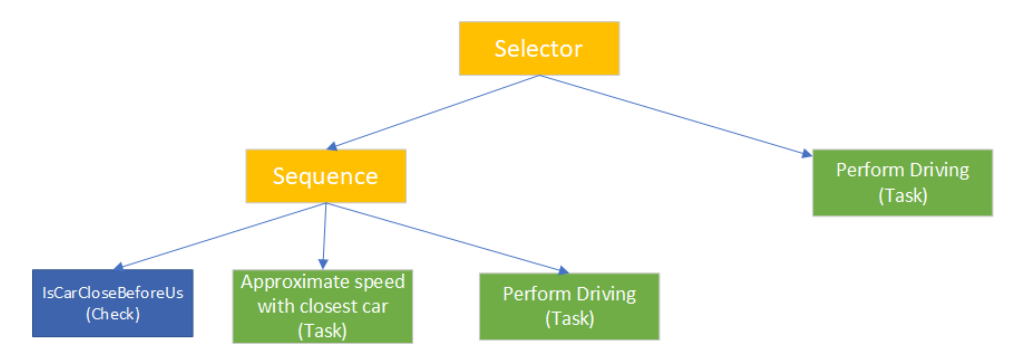 Selector
Sequence
Perform Driving
(Task)
IsCarCloseBeforeUs
(Check)
Approximate speed
with closest car
(Task)
Perform Driving
(Task)